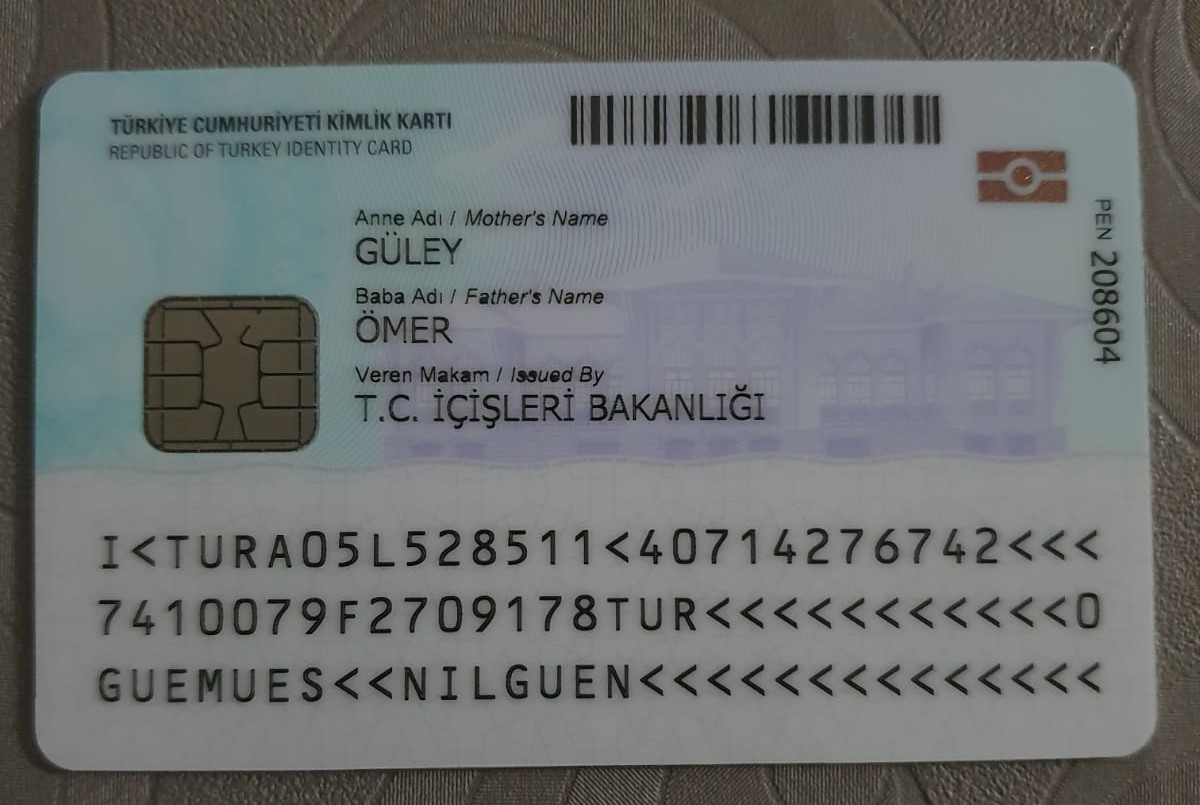 TÜRKİYE CUMHURİYETİ KİMLİK KARTI
REPUBLIC OF TURKEY IDENTITY CARD
Anne Adı / Mother's Name
GÜLEY
Baba Adı / Father's Name
ÖMER
Veren Makam / Issued By
T.C. İÇİŞLERİ BAKANLIĞI
PEN 208604
I<TURA05L528511<40714276742<<<
7410079F2709178TUR<<<<<<<<<<<0
GUEMUES<<NILGUEN<<<<<<<<<<<<<<